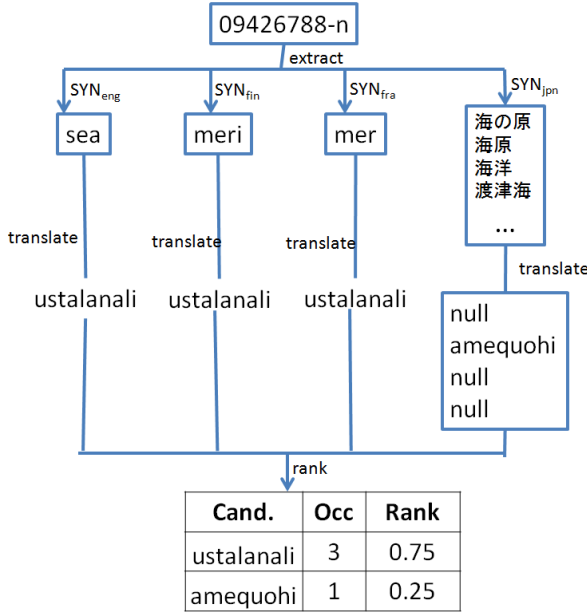 09426788-n
extract
SYNeng SYNfin SYNfra SYNjpn
sea meri mer
海の原
海原
海洋
渡津海
...
translate translate translate translate
ustalanali ustalanali ustalanali
null
amequohi
null
null
rank
Cand. Occ Rank
ustalanali 3 0.75
amequohi 1 0.25